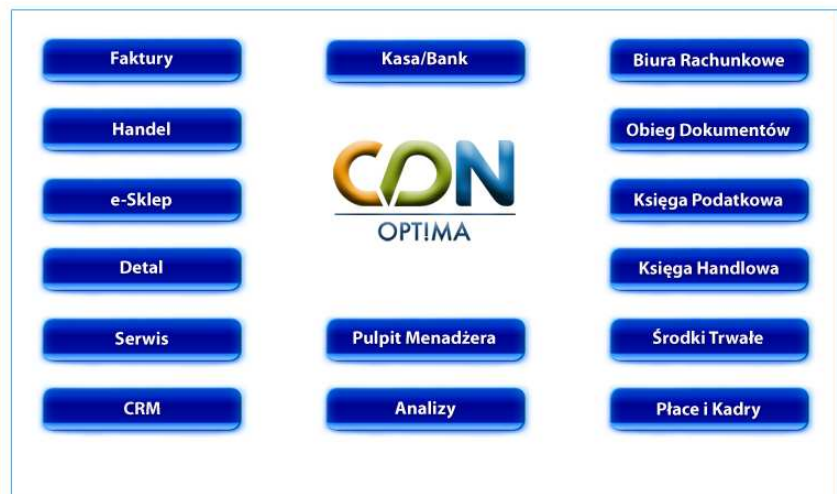 Faktury
Kasa/Bank
Biura Rachunkowe
Handel
Obieg Dokumentów
e-Sklep
Księga Podatkowa
CDN
OPT!MA
Detal
Księga Handlowa
Serwis
Pulpit Menadżera
Środki Trwałe
CRM
Analizy
Płace i Kadry